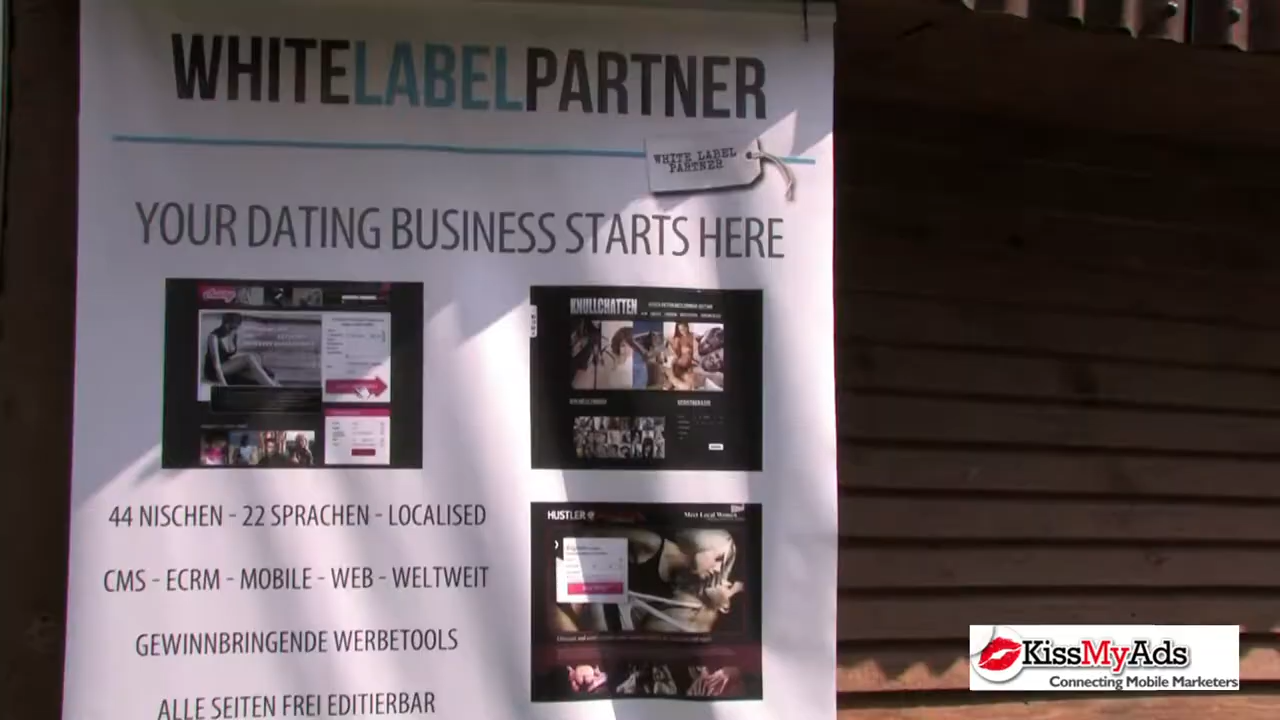 WHITELABELPARTNER
WHITE LABEL
PARTNER
YOUR DATING BUSINESS STARTS HERE
KNULLCHATTEN
HUSTLER
Meet Local Women
44 NISCHEN - 22 SPRACHEN - LOCALISED
CMS - ECRM - MOBILE - WEB - WELTWEIT
GEWINNBRINGENDE WERBETOOLS
ALLE SEITEN FREI EDITIERBAR
KissMyAds
Connecting Mobile Marketers